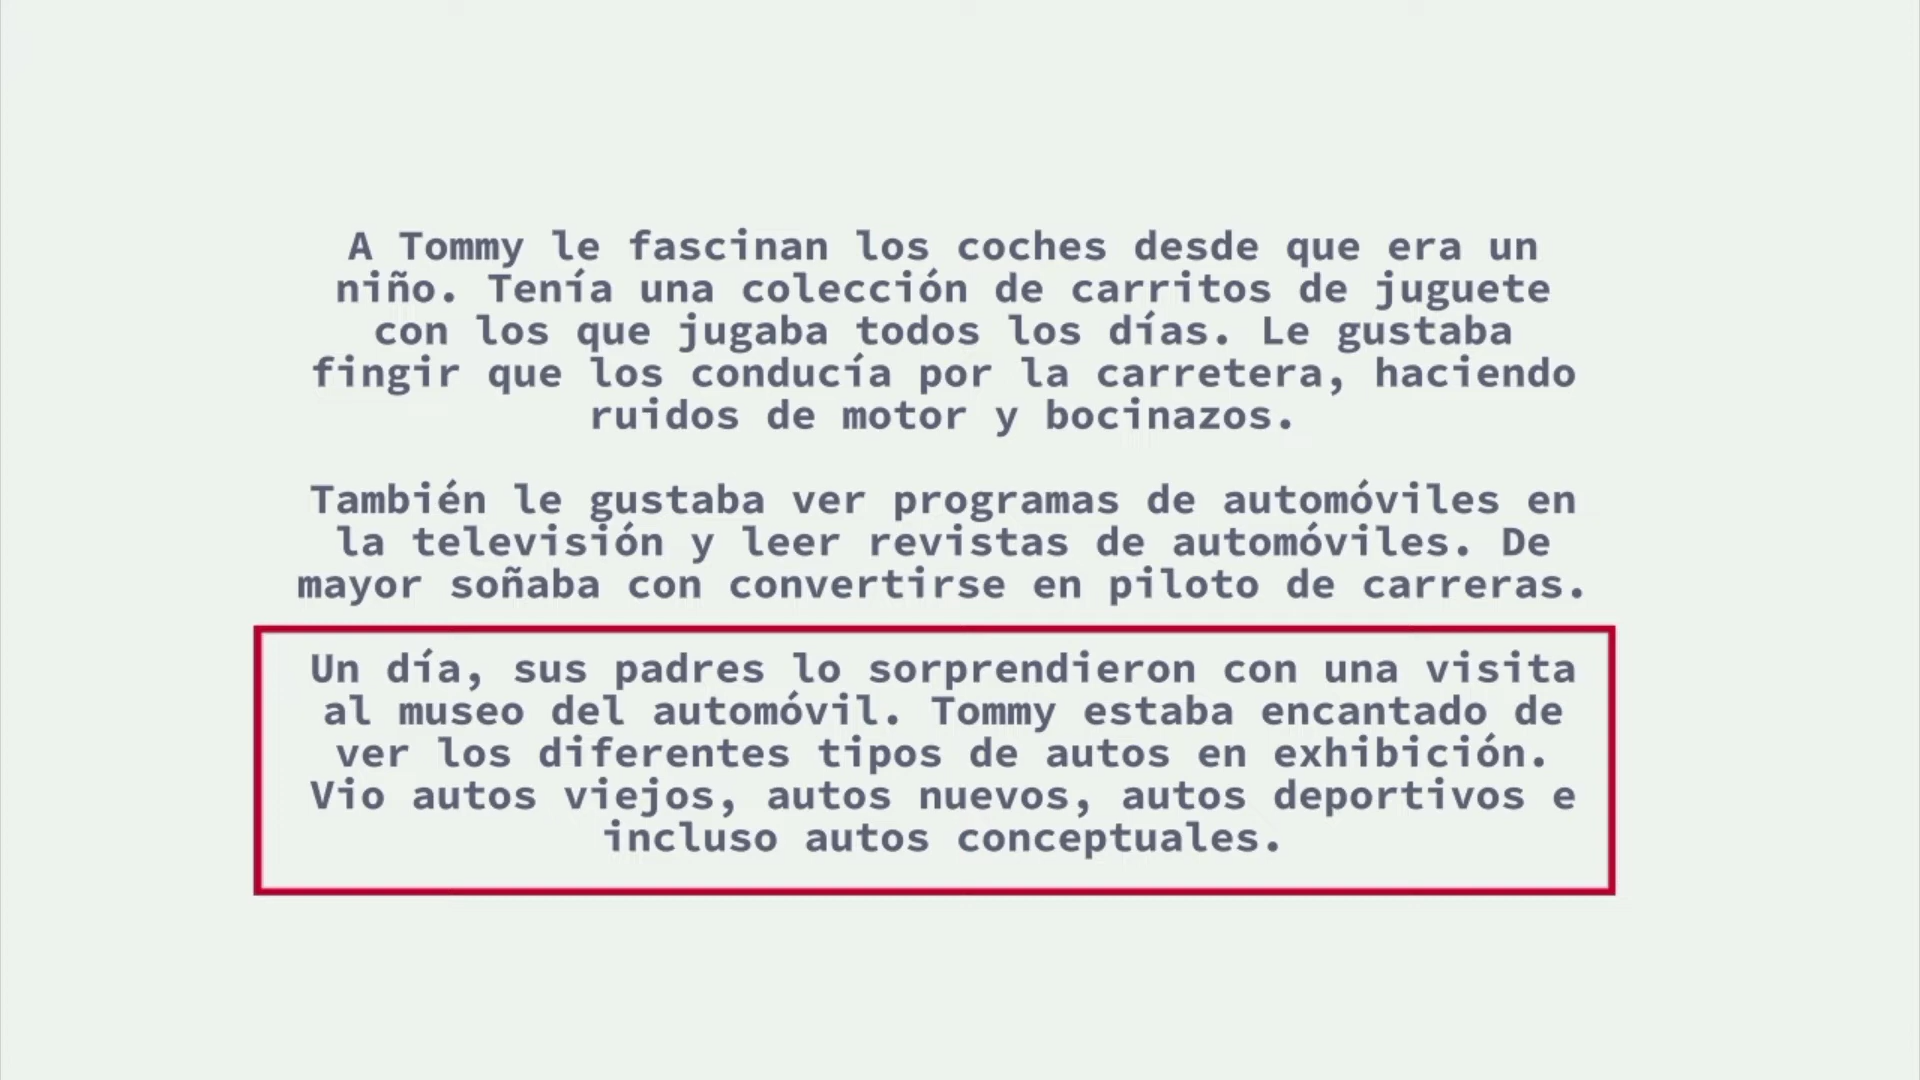 A Tommy le fascinan los coches desde que era un
niño. Tenía una colección de carritos de juguete
con los que jugaba todos los días. Le gustaba
fingir que los conducía por la carretera, haciendo
ruidos de motor y bocinazos.
También le gustaba ver programas de automóviles en
la televisión y leer revistas de automóviles. De
mayor soñaba con convertirse en piloto de carreras.
Un día, sus padres lo sorprendieron con una visita
al museo del automóvil. Tommy estaba encantado de
ver los diferentes tipos de autos en exhibición.
Vio autos viejos, autos nuevos, autos deportivos e
incluso autos conceptuales.